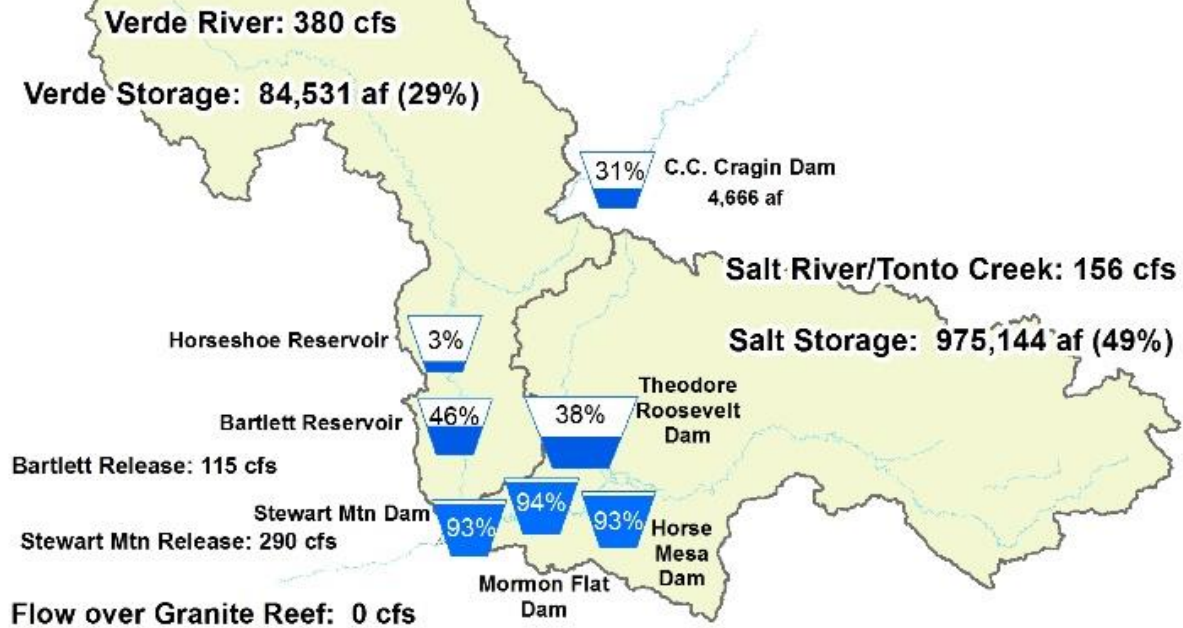 Verde River: 380 cfs
Verde Storage: 84,531 af (29%)
31%
C.C. Cragin Dam
4,666 af
Salt River/Tonto Creek: 156 cfs
Salt Storage: 975,144 af (49%)
Horseshoe Reservoir
3%
Theodore
Roosevelt
Dam
38%
Bartlett Reservoir
46%
Bartlett Release: 115 cfs
Stewart Mtn Dam
93%
94%
93%
Horse
Mesa
Dam
Stewart Mtn Release: 290 cfs
Mormon Flat
Dam
Flow over Granite Reef: 0 cfs